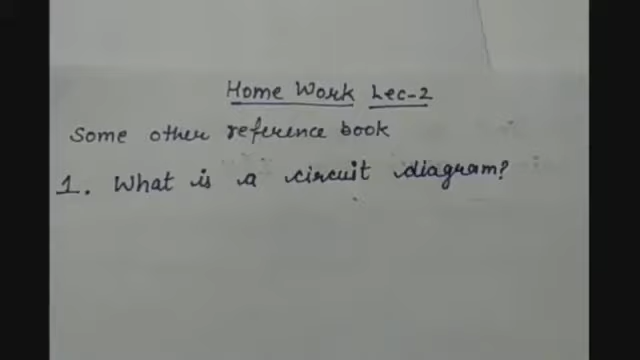 Home Work Lec-2
Some other reference book
1. What is a circuit diagram?